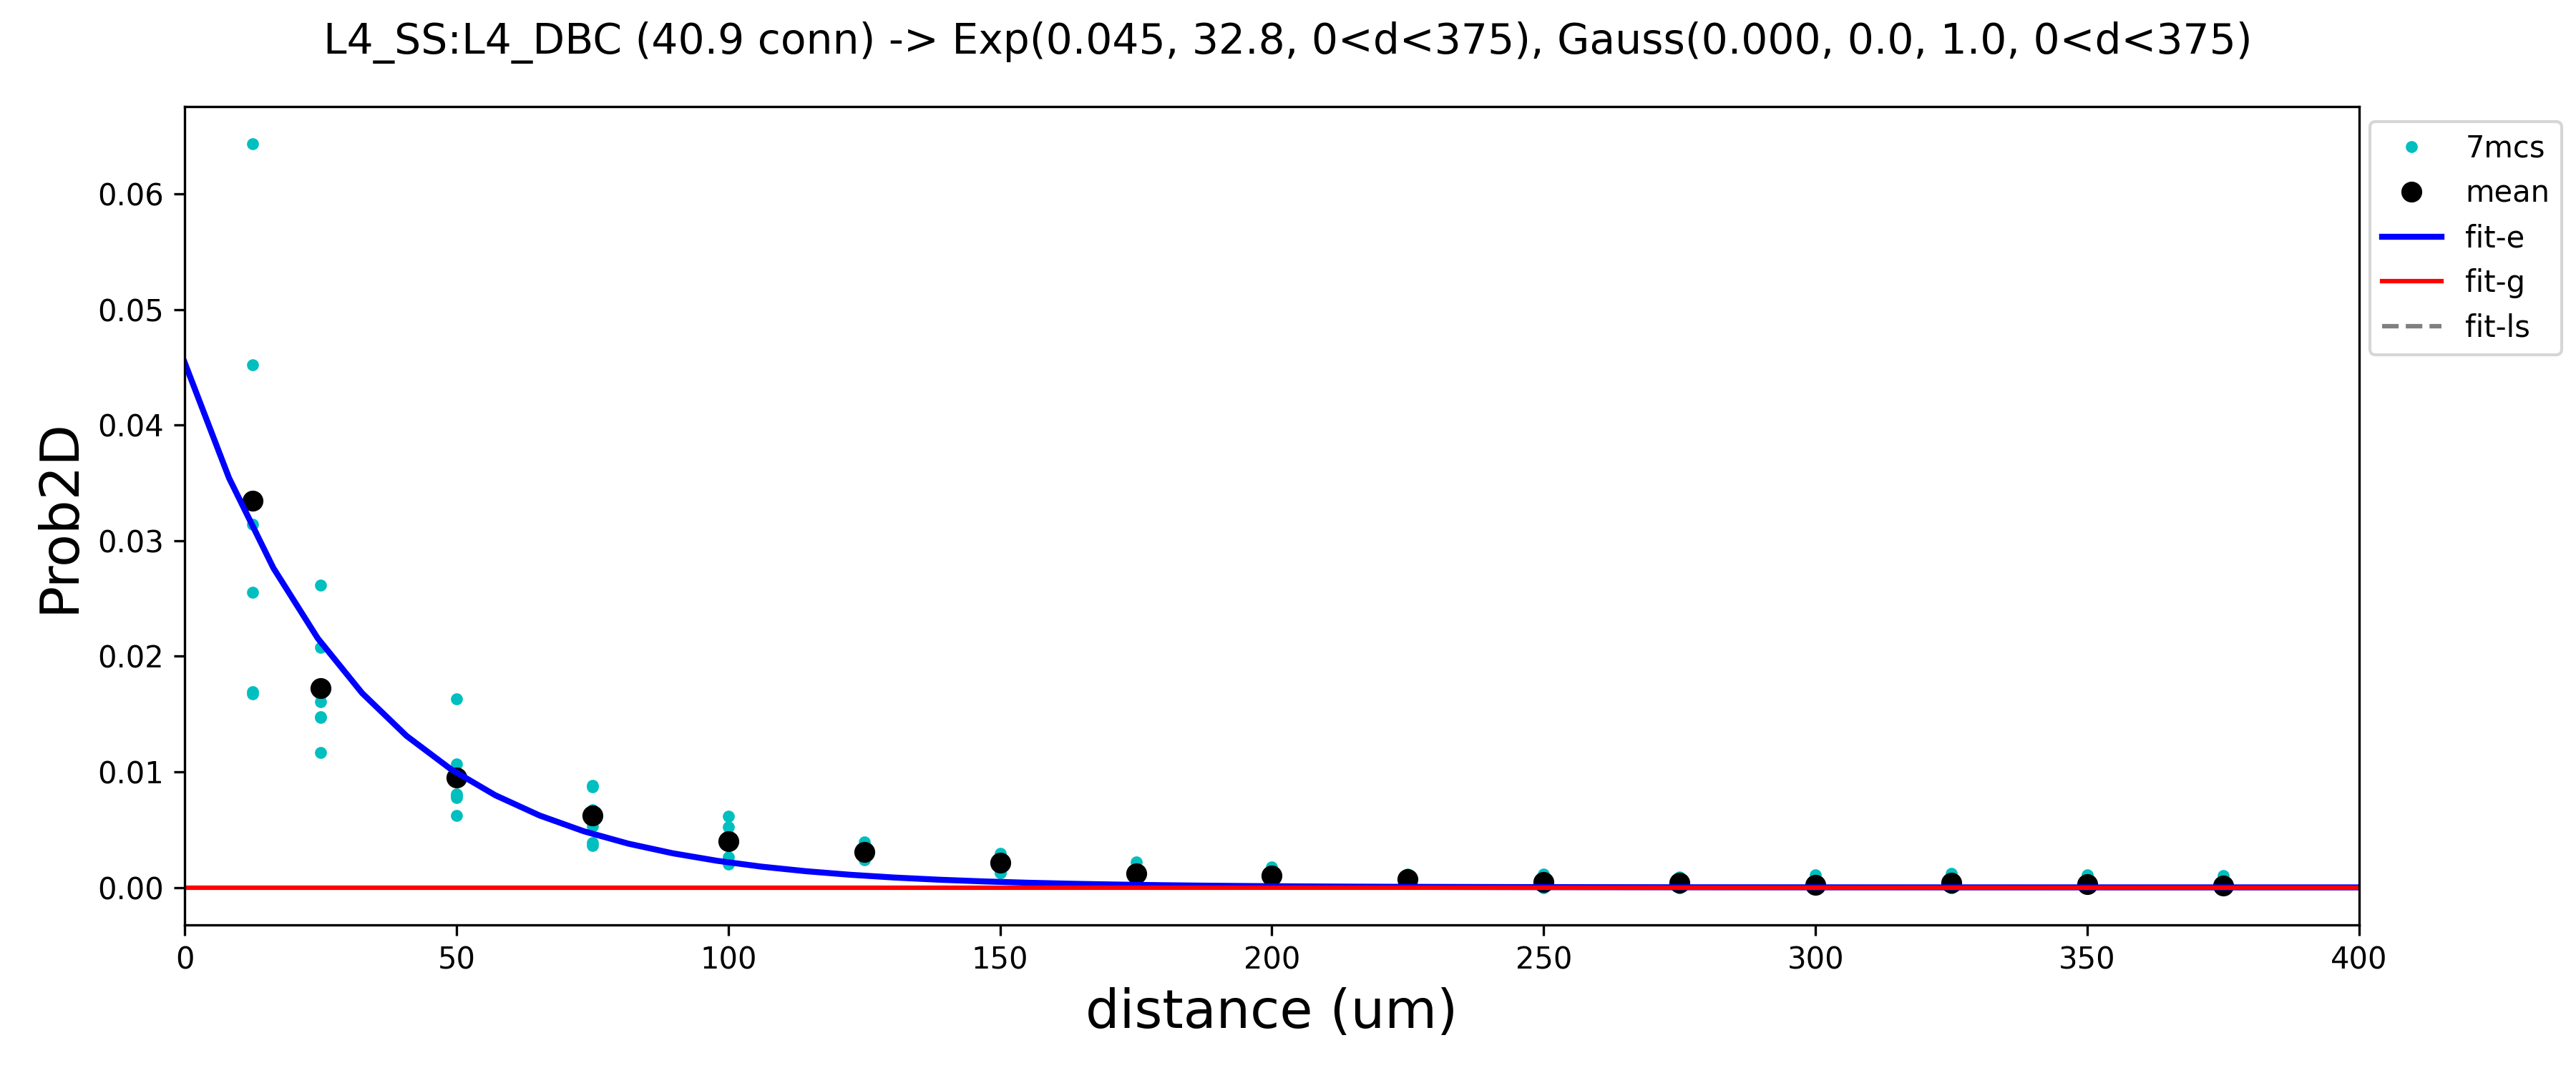 L4_SS:L4_DBC (40.9 conn) -> Exp(0.045, 32.8, 0<d<375), Gauss(0.000, 0.0, 1.0, 0<d<375)
7mcs
mean
fit-e
fit-g
fit-ls
Prob2D
0.06
0.05
0.04
0.03
0.02
0.01
0.00
0 50 100 150 200 250 300 350 400
distance (um)